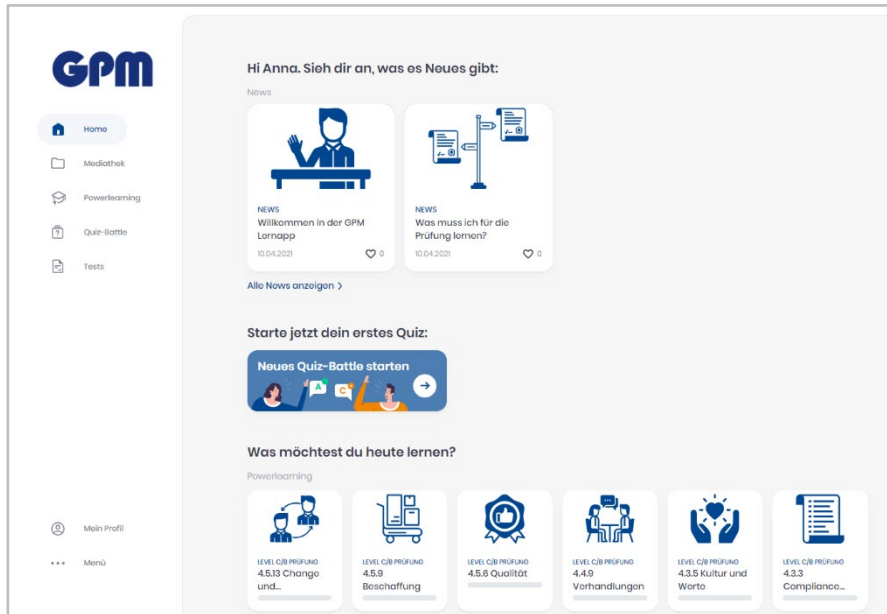 GPM
Home
Mediathek
Powerlearning
Quiz-Battle
Tests
Mein Profil
Menü
Hi Anna. Sieh dir an, was es Neues gibt:
News
NEWS
Willkommen in der GPM
Lernapp
10.04.2021
0
NEWS
Was muss ich für die
Prüfung lernen?
10.04.2021
0
Alle News anzeigen >
Starte jetzt dein erstes Quiz:
Neues Quiz-Battle starten
A
C
Was möchtest du heute lernen?
Powerlearning
LEVEL C/B PRÜFUNG
4.5.13 Change
und...
LEVEL C/B PRÜFUNG
4.5.9
Beschaffung
LEVEL C/B PRÜFUNG
4.5.6 Qualität
LEVEL C/B PRÜFUNG
4.4.9
Verhandlungen
LEVEL C/B PRÜFUNG
4.3.5 Kultur und
Werte
LEVEL C/B PRÜFUNG
4.3.3
Compliance...